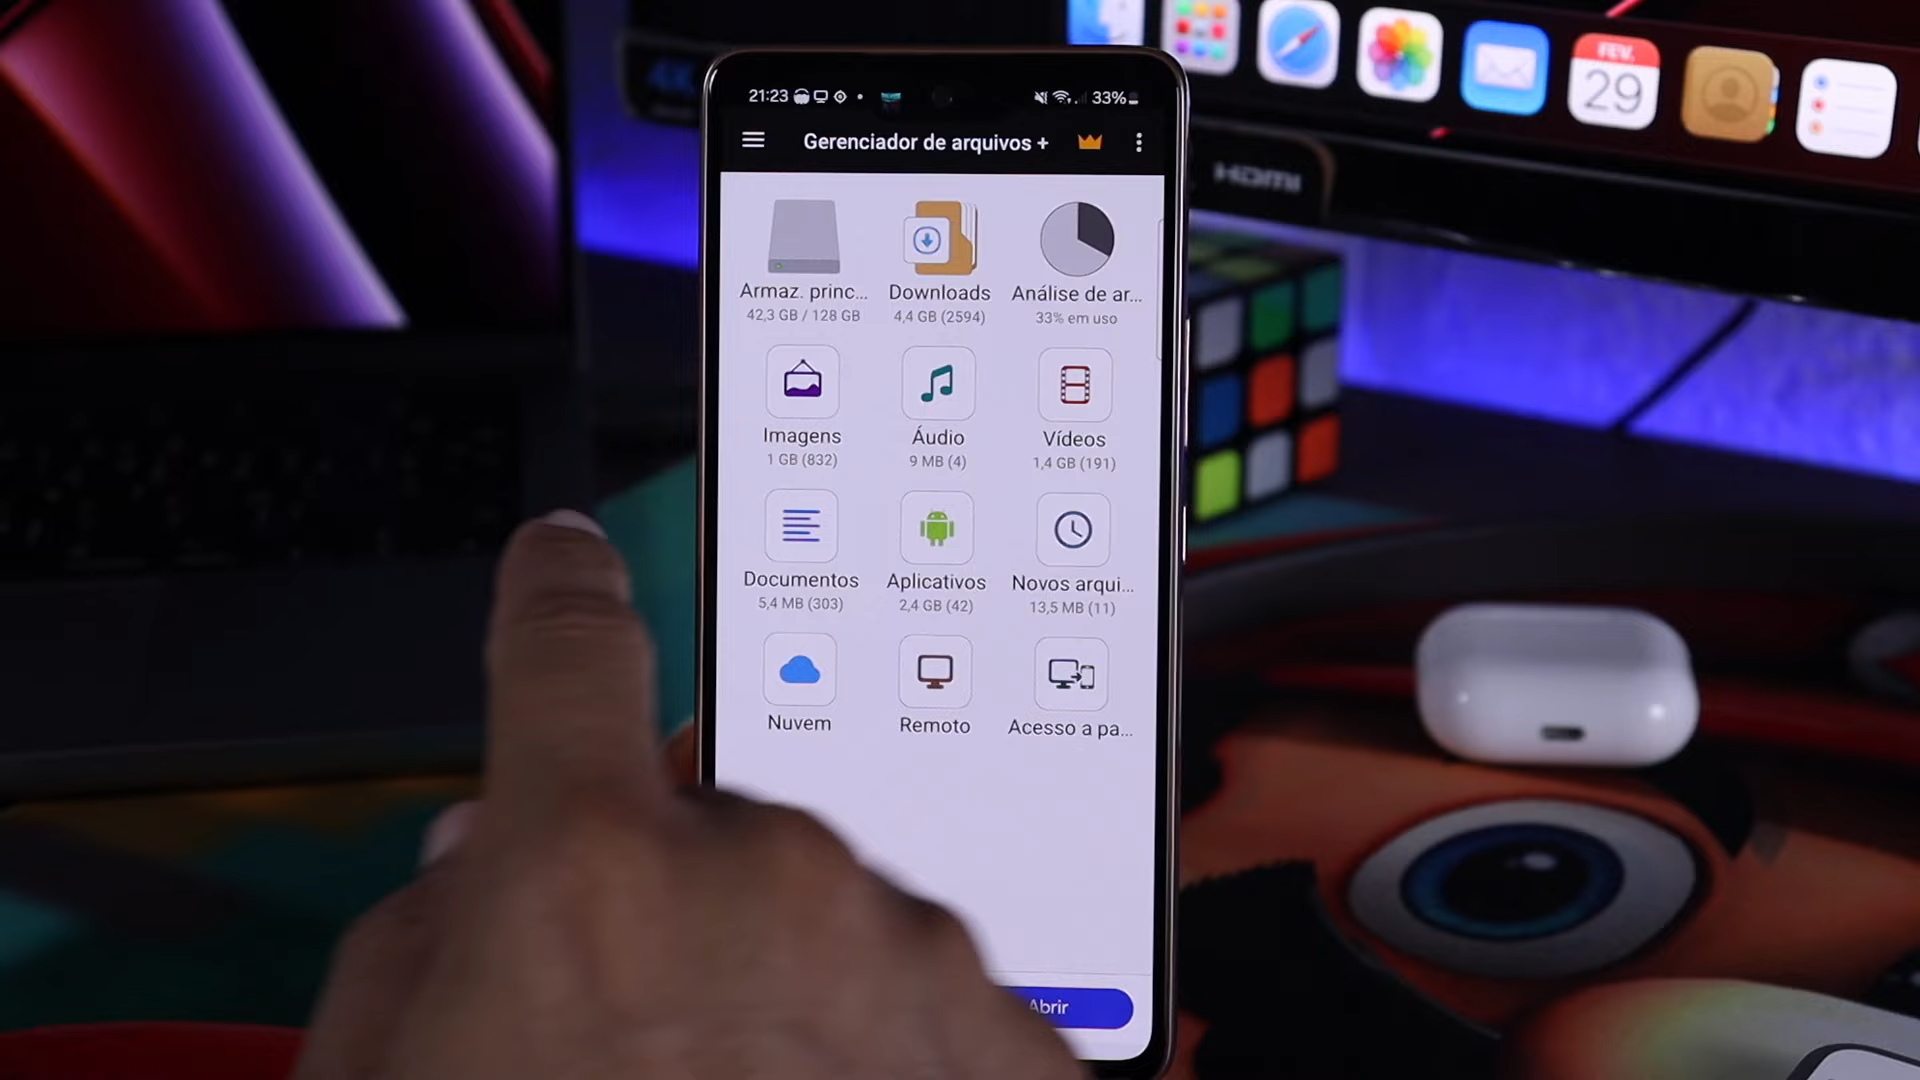 4K
FEV.
29
HDMI
21:23
33%
Gerenciador de arquivos +
Armaz. princ...
42,3 GB / 128 GB
Downloads
4,4 GB (2594)
Análise de ar...
33% em uso
Imagens
1 GB (832)
Áudio
9 MB (4)
Vídeos
1,4 GB (191)
Documentos
5,4 MB (303)
Aplicativos
2,4 GB (42)
Novos arqui...
13,5 MB (11)
Nuvem
Remoto
Acesso a pa...
Abrir